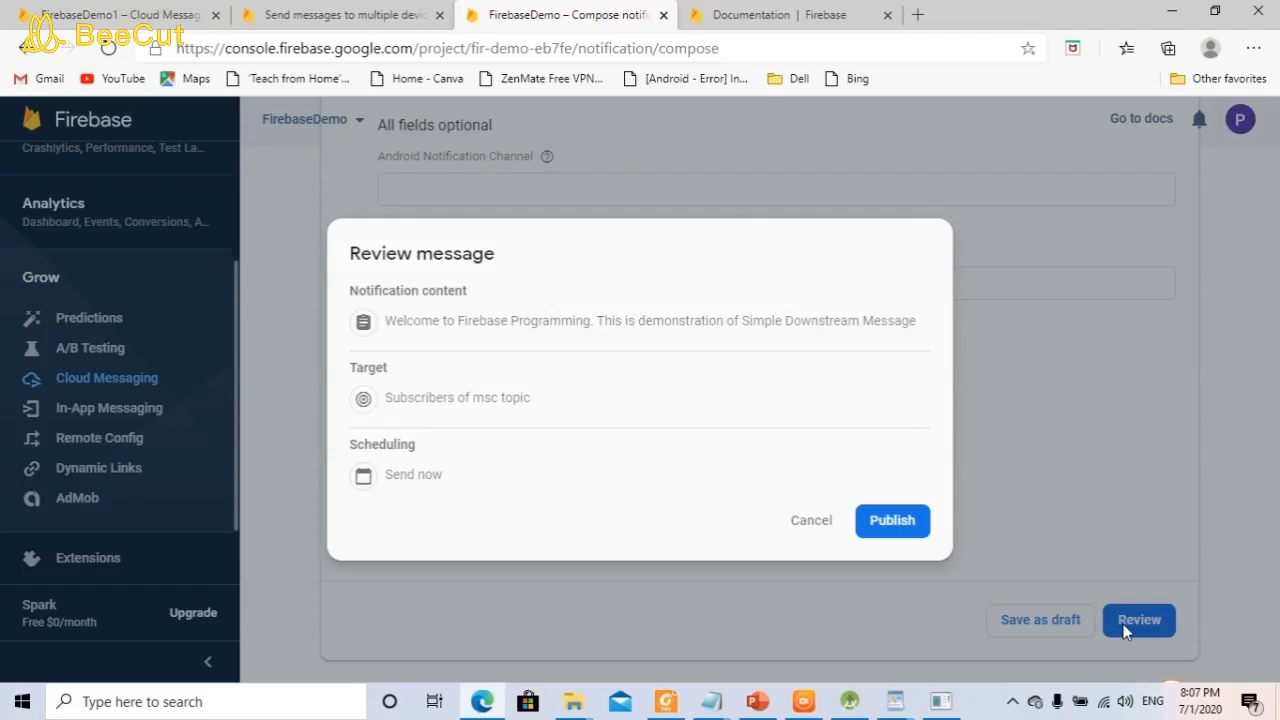 FirebaseDemo1 - Cloud Messag
Send messages to multiple devic
FirebaseDemo – Compose notifi
Documentation | Firebase
BeeCut
https://console.firebase.google.com/project/fir-demo-eb7fe/notification/compose
Gmail
YouTube
Maps
'Teach from Home'...
Home - Canva
ZenMate Free VPN...
[Android - Error] In...
Dell
Bing
Other favorites
Firebase
FirebaseDemo
All fields optional
Go to docs
P
Crashlytics, Performance, Test La...
Android Notification Channel
Analytics
Dashboard, Events, Conversions, A...
Grow
Predictions
A/B Testing
Cloud Messaging
In-App Messaging
Remote Config
Dynamic Links
AdMob
Extensions
Spark
Free $0/month
Upgrade
Review message
Notification content
Welcome to Firebase Programming. This is demonstration of Simple Downstream Message
Target
Subscribers of msc topic
Scheduling
Send now
Cancel
Publish
Save as draft
Review
Type here to search
ENG
8:07 PM
7/1/2020
7